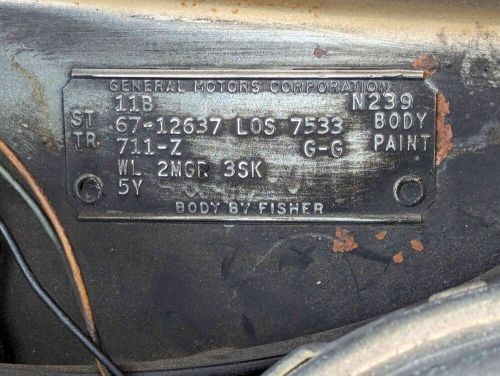 GENERAL MOTORS CORPORATION
11B N239
ST 67-12637 LOS 7533 BODY
TR 711-Z G-G PAINT
WL 2MGR 3SK
5Y
BODY BY FISHER